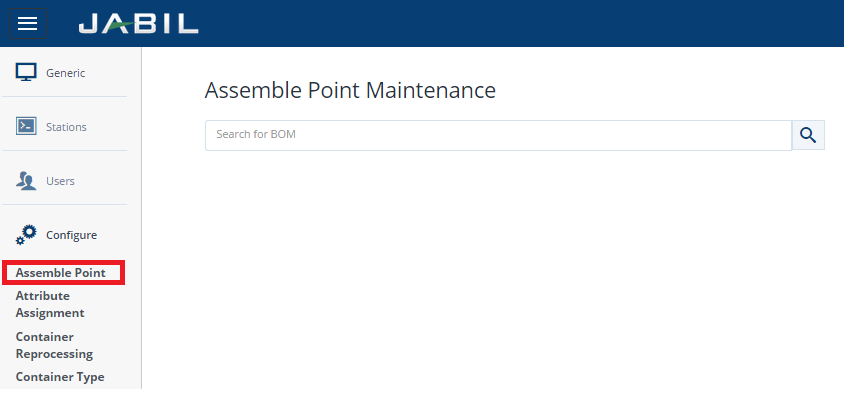 JABIL
Generic
Stations
Users
Configure
Assemble Point
Attribute
Assignment
Container
Reprocessing
Container Type
Assemble Point Maintenance
Search for BOM